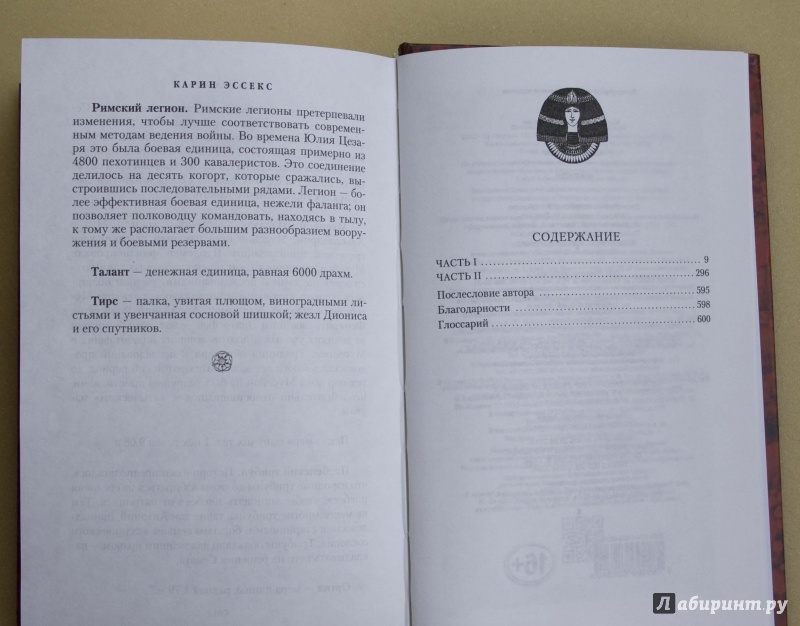 КАРИН ЭССЕКС
Римский легион. Римские легионы претерпевали
изменения, чтобы лучше соответствовать современ-
ным методам ведения войны. Во времена Юлия Цеза-
ря это была боевая единица, состоящая примерно из
4800 пехотинцев и 300 кавалеристов. Это соединение
делилось на десять когорт, которые сражались, вы-
строившись последовательными рядами. Легион — бо-
лее эффективная боевая единица, нежели фаланга; он
позволяет полководцу командовать, находясь в тылу,
к тому же располагает большим разнообразием воору-
жения и боевыми резервами.
Талант — денежная единица, равная 6000 драхм.
Тирс — палка, увитая плющом, виноградными ли-
стьями и увенчанная сосновой шишкой; жезл Диониса
и его спутников.
СОДЕРЖАНИЕ
ЧАСТЬ I 9
ЧАСТЬ II 296
Послесловие автора 595
Благодарности 598
Глоссарий 600
16+
Лабиринт.ру